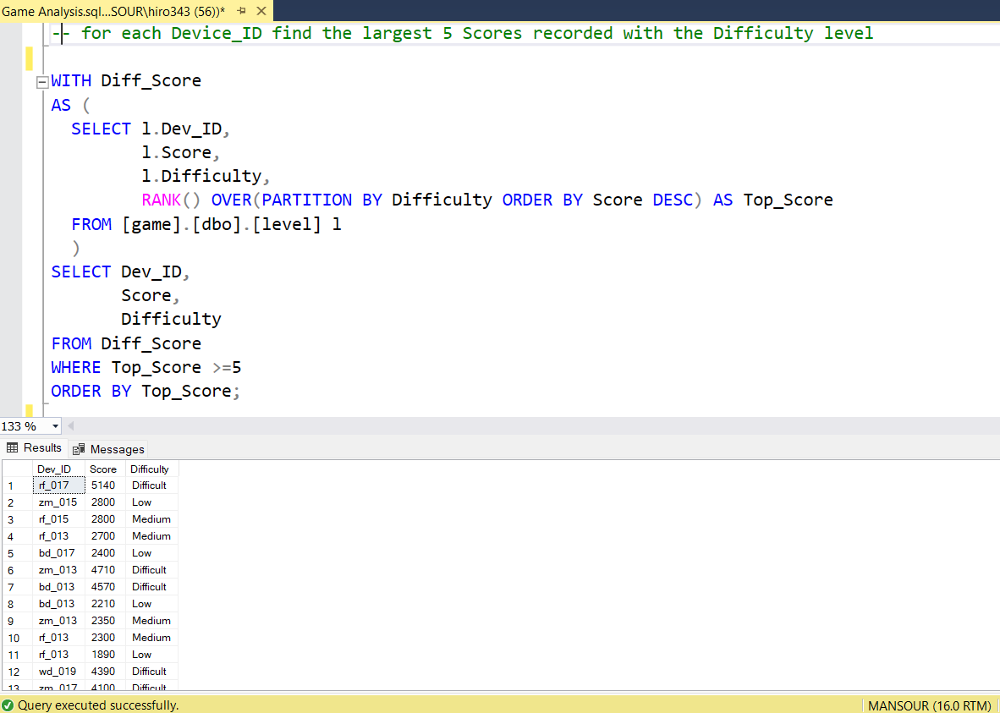 Game Analysis.sql...SOUR\hiro343 (56))*
-- for each Device_ID find the largest 5 Scores recorded with the Difficulty level
WITH Diff_Score
AS (
SELECT l.Dev_ID,
l.Score,
l.Difficulty,
RANK() OVER(PARTITION BY Difficulty ORDER BY Score DESC) AS Top_Score
FROM [game].[dbo].[level] l
)
SELECT Dev_ID,
Score,
Difficulty
FROM Diff_Score
WHERE Top_Score >=5
ORDER BY Top_Score;
133 %
Results Messages
Dev_ID Score Difficulty
1 rf_017 5140 Difficult
2 zm_015 2800 Low
3 rf_015 2800 Medium
4 rf_013 2700 Medium
5 bd_017 2400 Low
6 zm_013 4710 Difficult
7 bd_013 4570 Difficult
8 bd_013 2210 Low
9 zm_013 2350 Medium
10 rf_013 2300 Medium
11 rf_013 1890 Low
12 wd_019 4390 Difficult
13 zm_017 4100 Difficult
Query executed successfully. MANSOUR (16.0 RTM)